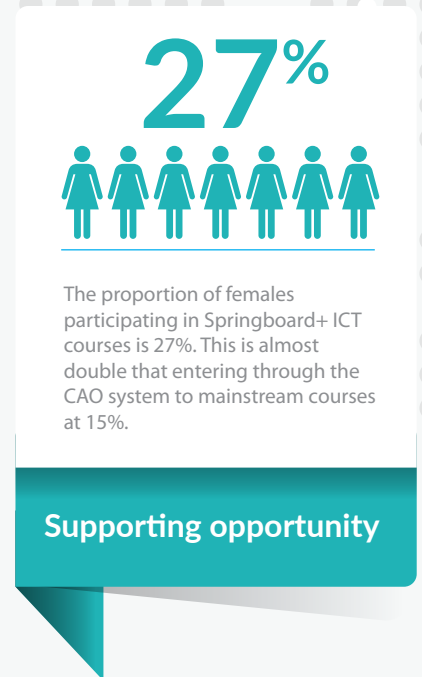 27%
The proportion of females
participating in Springboard+ ICT
courses is 27%. This is almost
double that entering through the
CAO system to mainstream courses
at 15%.
Supporting opportunity